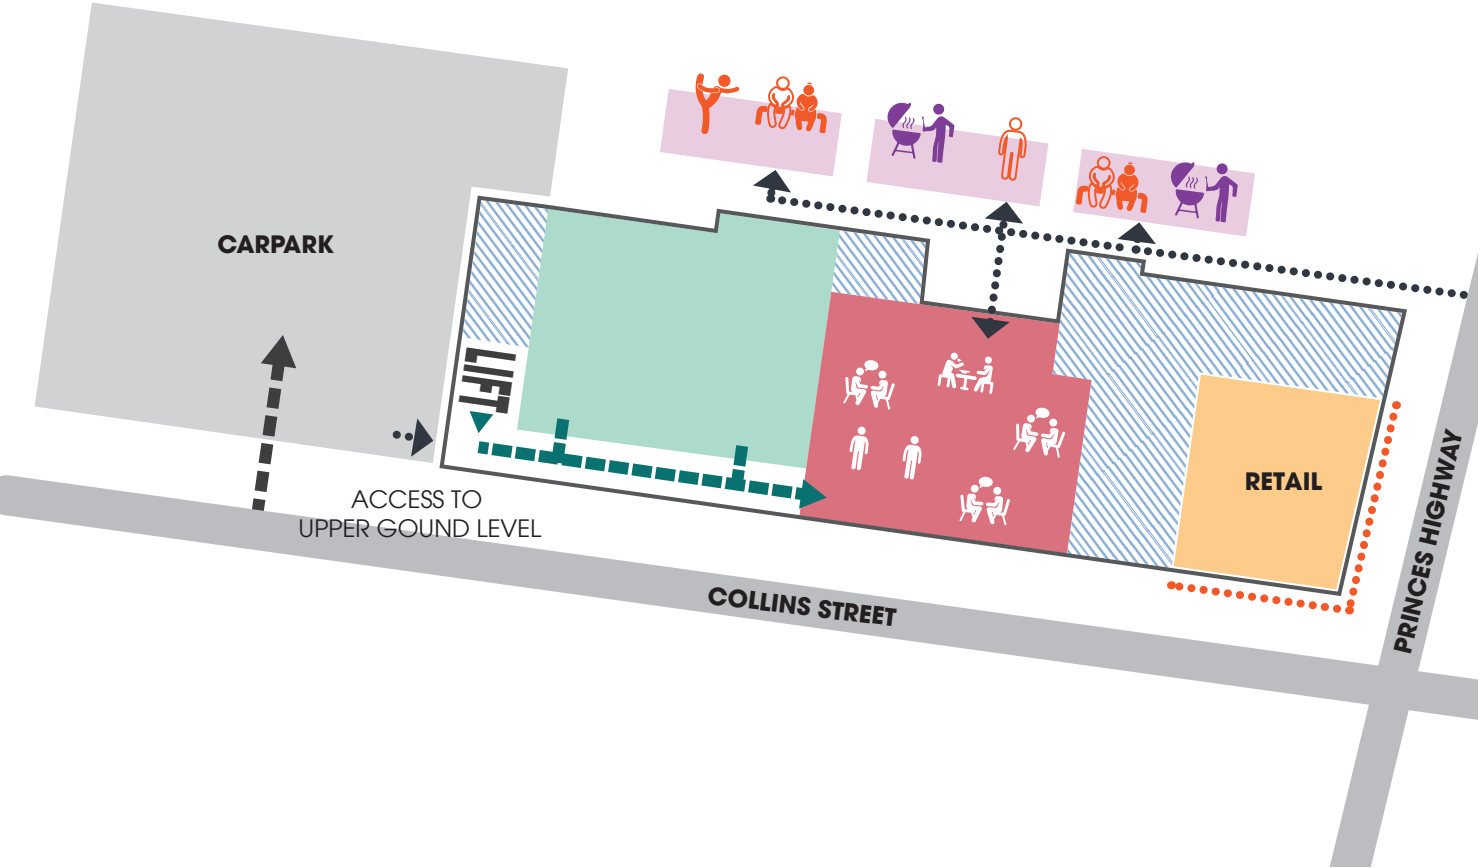 CARPARK
LIFT
ACCESS TO
UPPER GOUND LEVEL
RETAIL
COLLINS STREET
PRINCES HIGHWAY